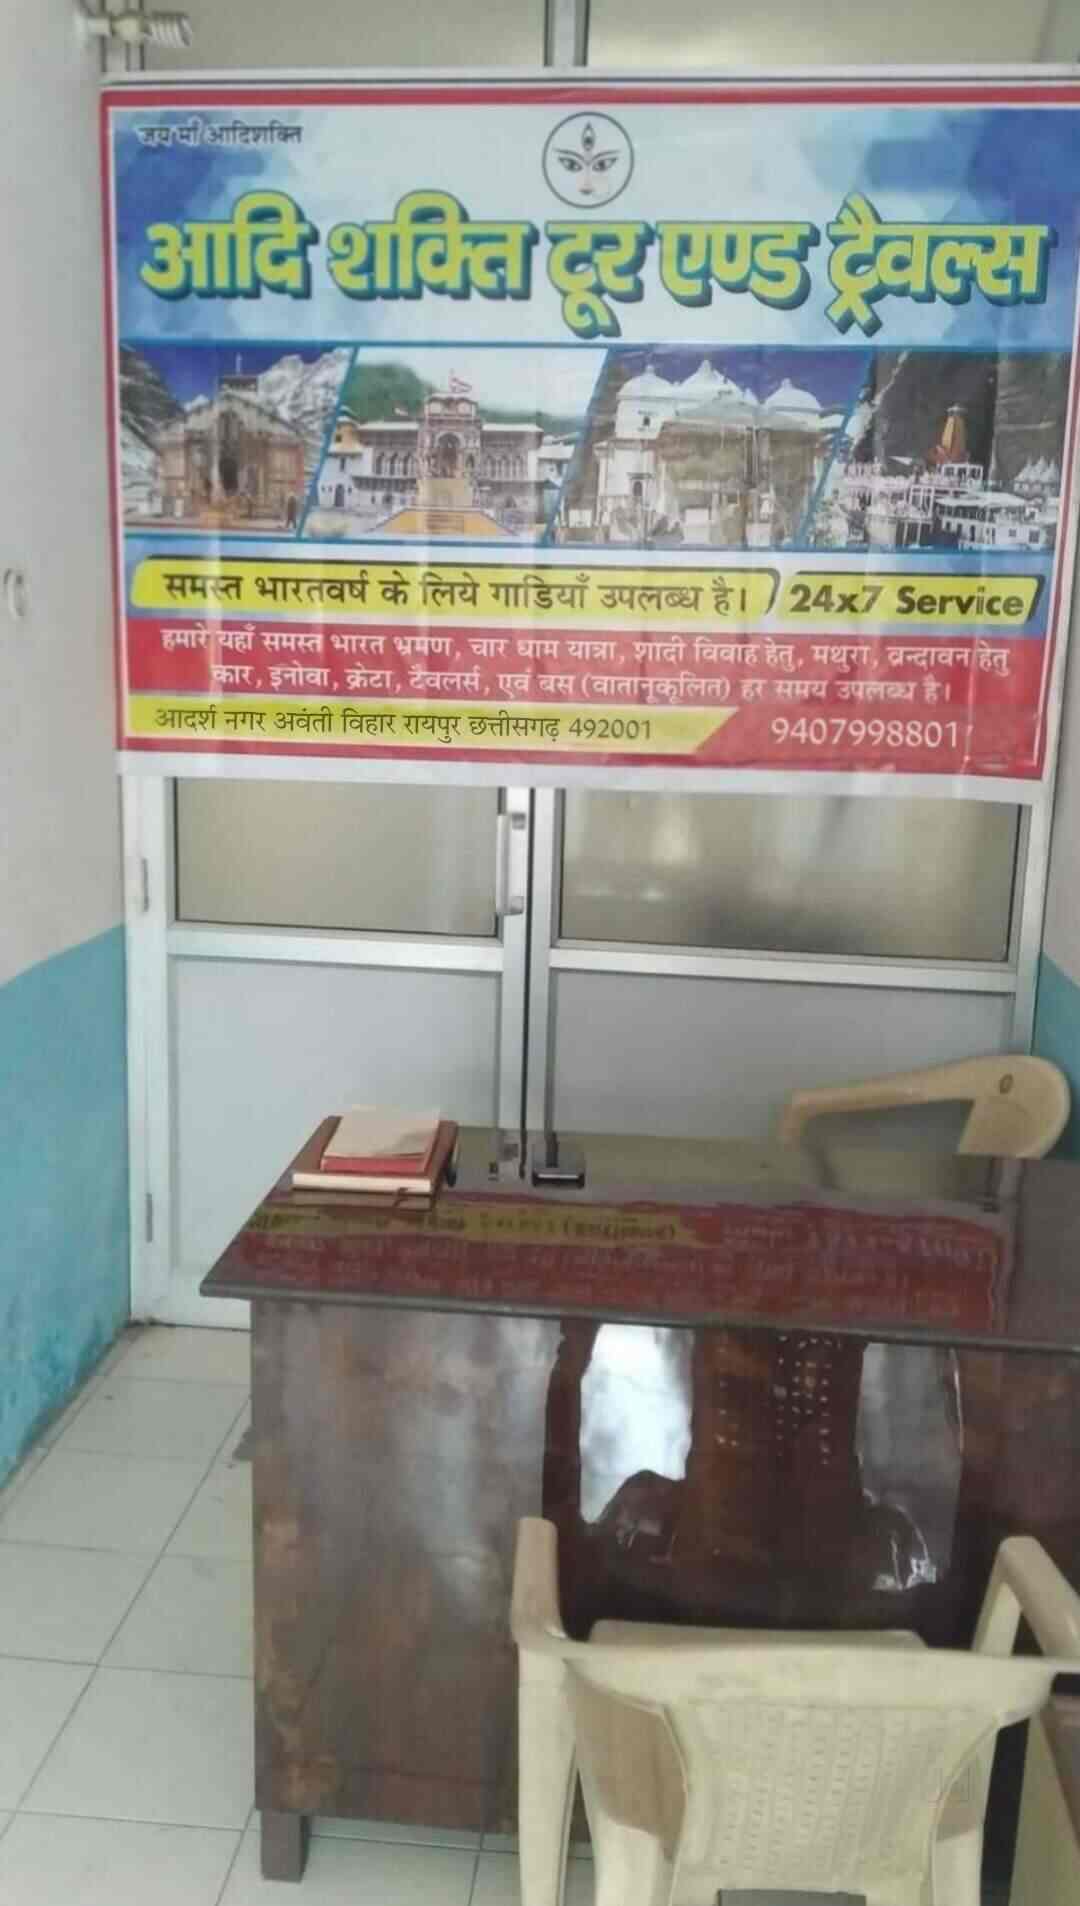 जय माँ आदिशक्ति
आदि शक्ति टूर एण्ड ट्रैवल्स
समस्त भारतवर्ष के लिये गाडियाँ उपलब्ध है। 24x7 Service
हमारे यहाँ समस्त भारत भ्रमण, चार धाम यात्रा, शादी विवाह हेतु, मथुरा, व्रन्दावन हेतु
कार, इनोवा, क्रेटा, टैवलर्स, एवं बस (वातानूकूलित) हर समय उपलब्ध है।
आदर्श नगर अवंती विहार रायपुर छत्तीसगढ़ 492001 9407998801